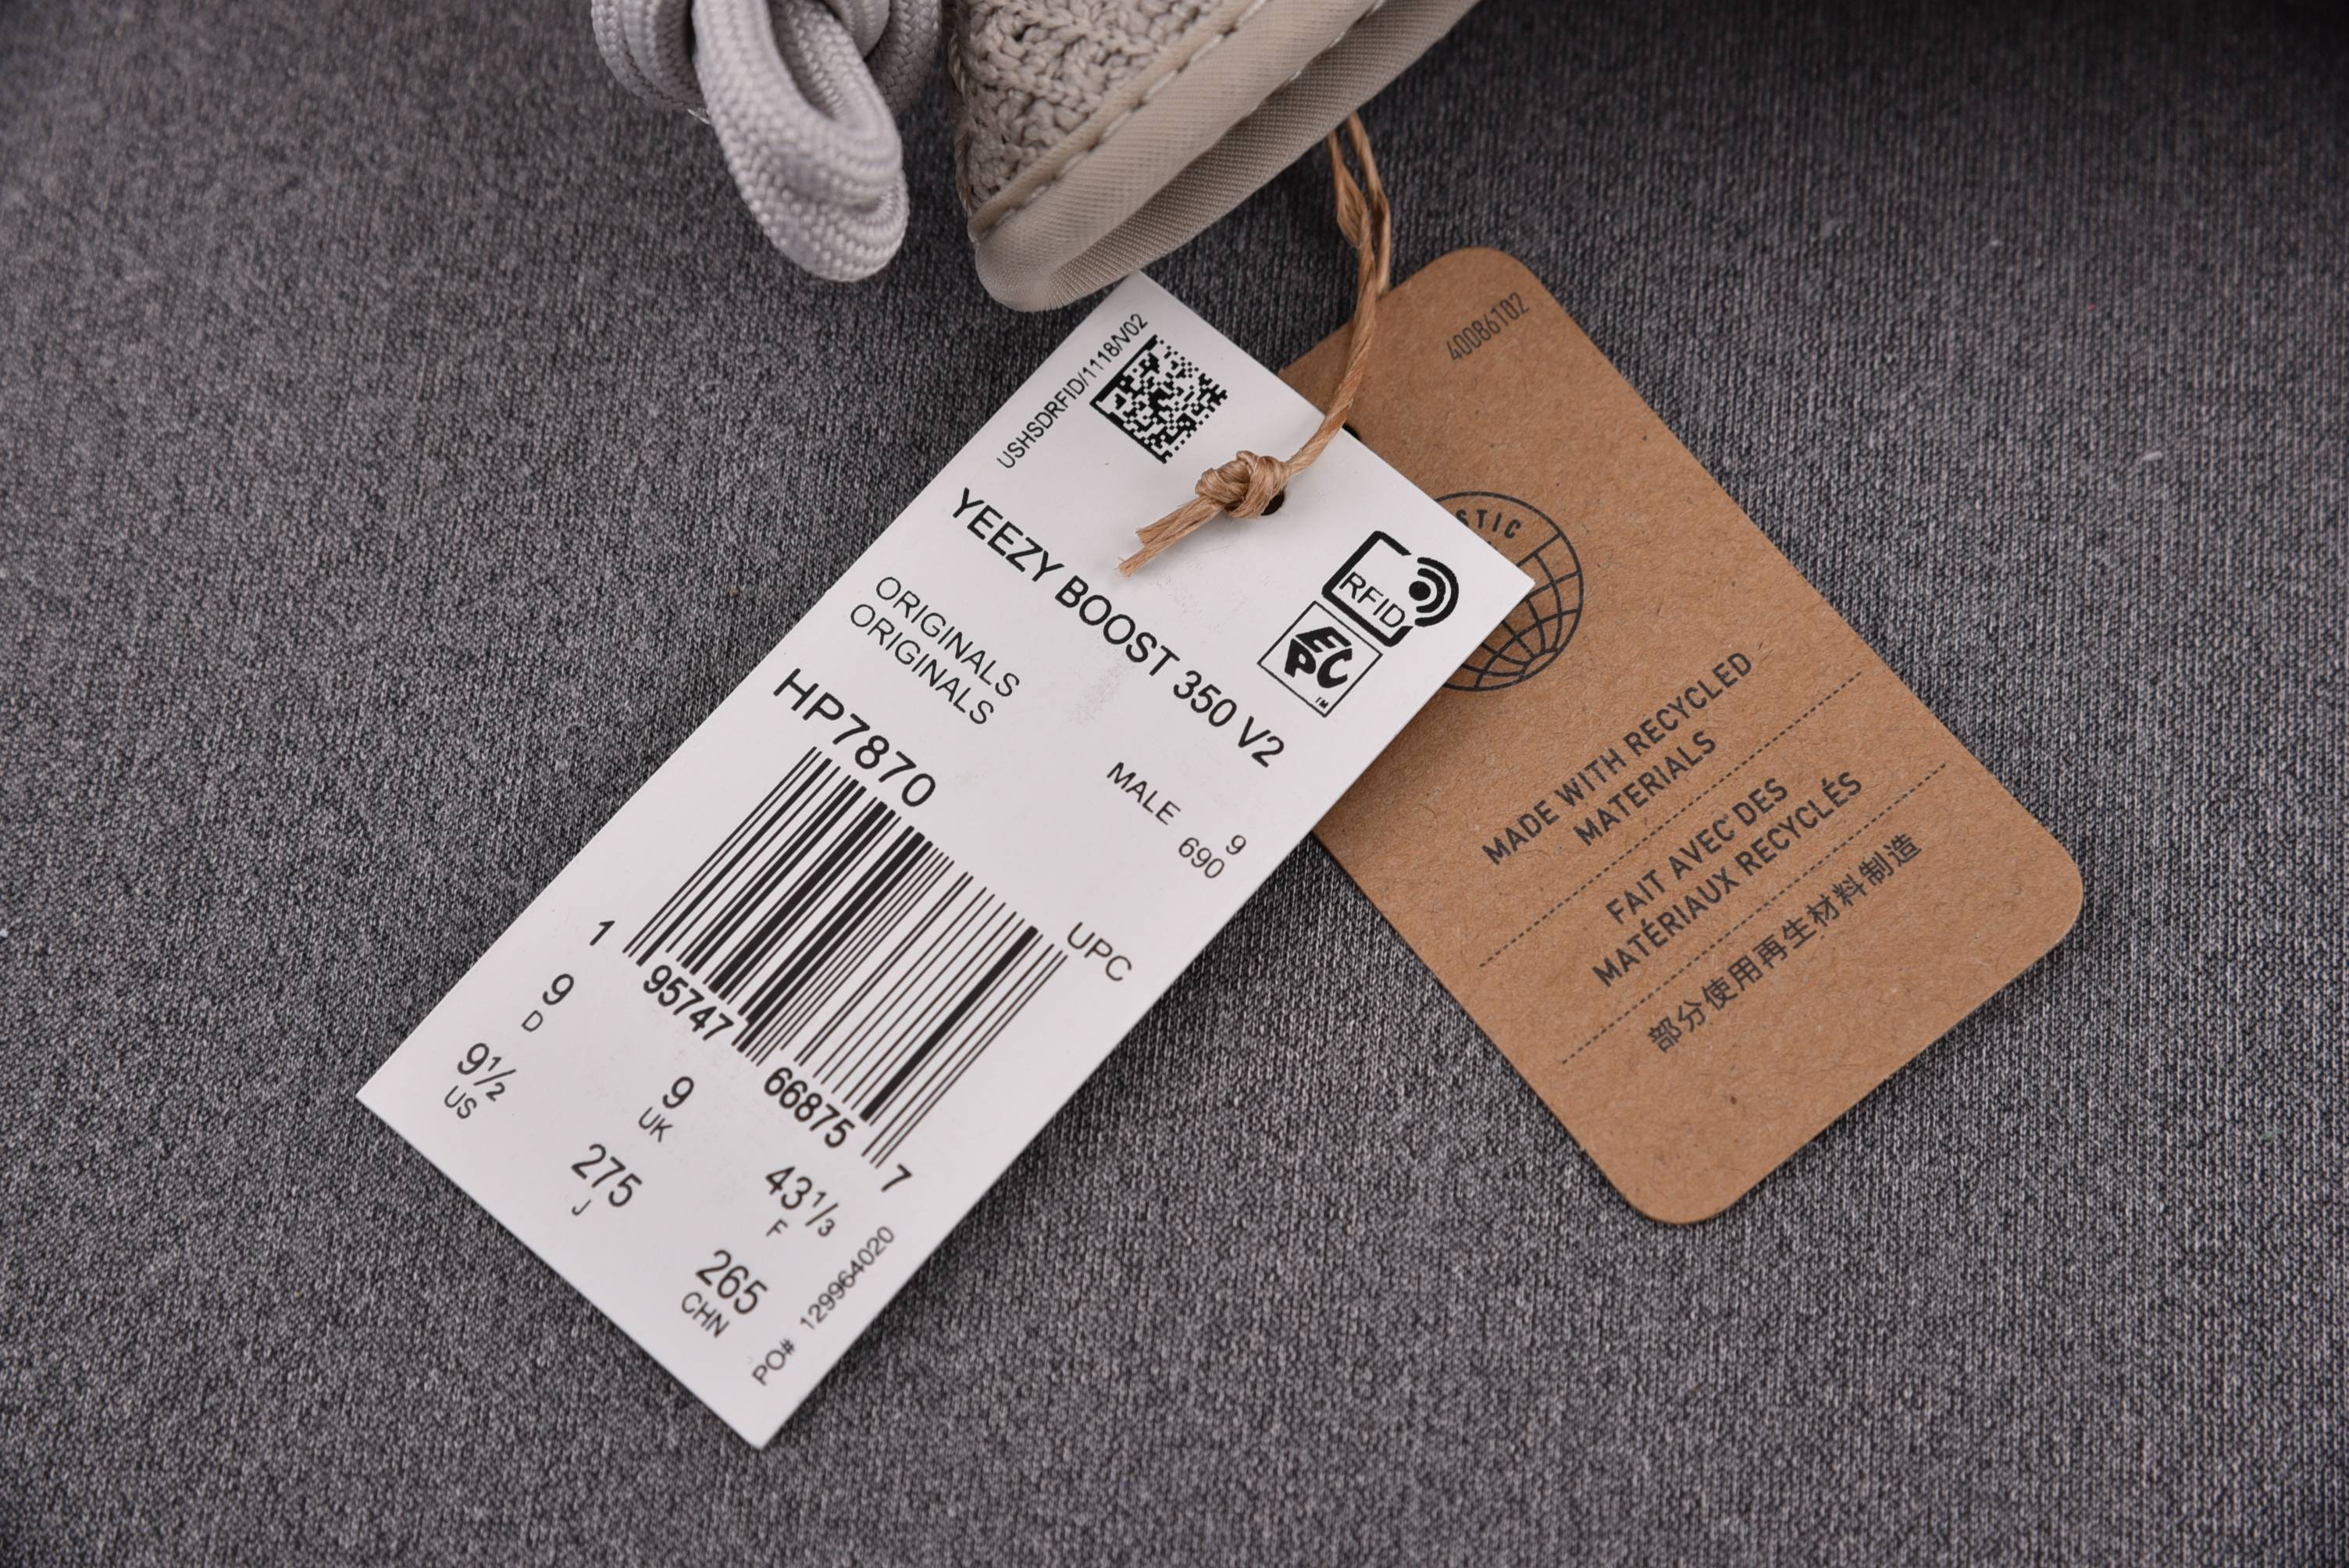 USHSDRFID/1118/V02
YEEZY BOOST 350 V2
RFID
EPC
TM
ORIGINALS
ORIGINALS
MALE
9
690
HP7870
UPC
1 95747 66875 7
9
D
9½
US
9
UK
275
J
43⅓
F
265
CHN
PO# 129964020
40086102
STIC
MADE WITH RECYCLED
MATERIALS
FAIT AVEC DES
MATÉRIAUX RECYCLÉS
部分使用再生材料制造